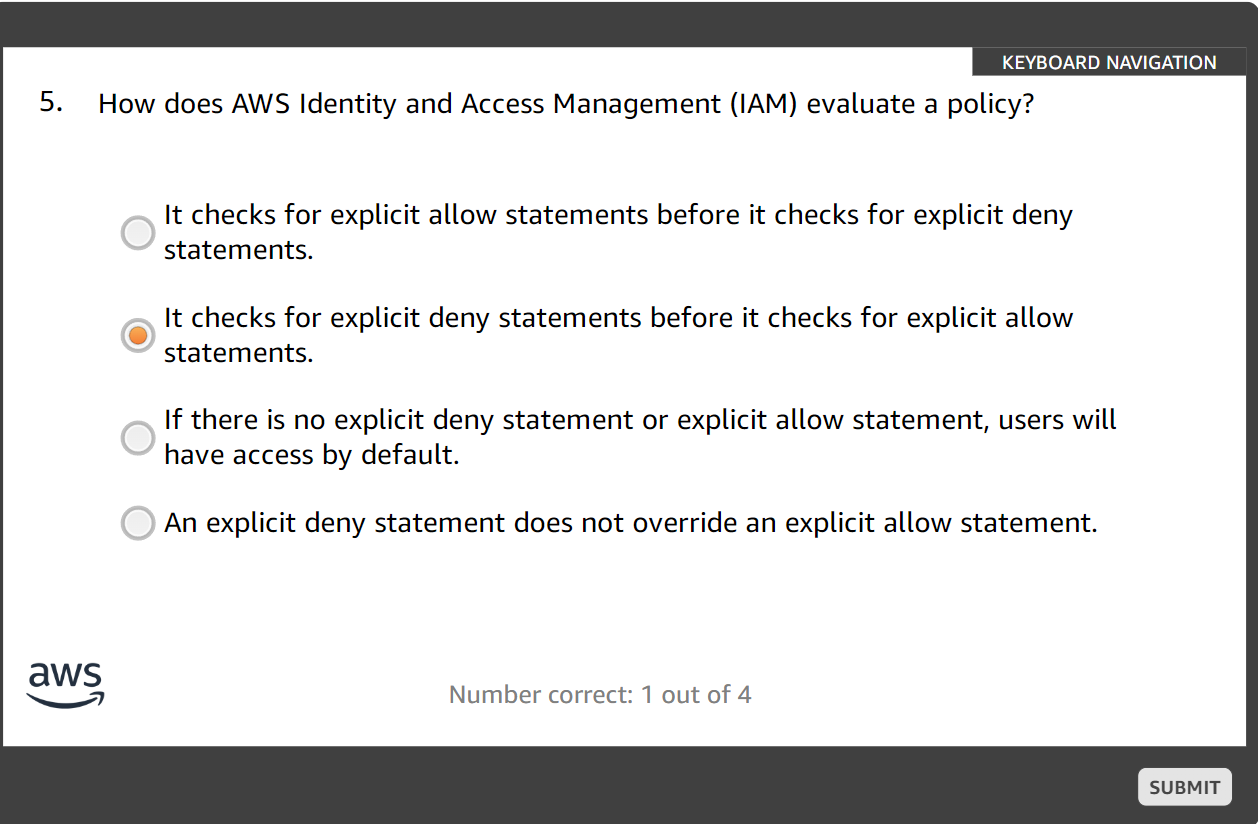 KEYBOARD NAVIGATION
5. How does AWS Identity and Access Management (IAM) evaluate a policy?
It checks for explicit allow statements before it checks for explicit deny
statements.
It checks for explicit deny statements before it checks for explicit allow
statements.
If there is no explicit deny statement or explicit allow statement, users will
have access by default.
An explicit deny statement does not override an explicit allow statement.
aws
Number correct: 1 out of 4
SUBMIT